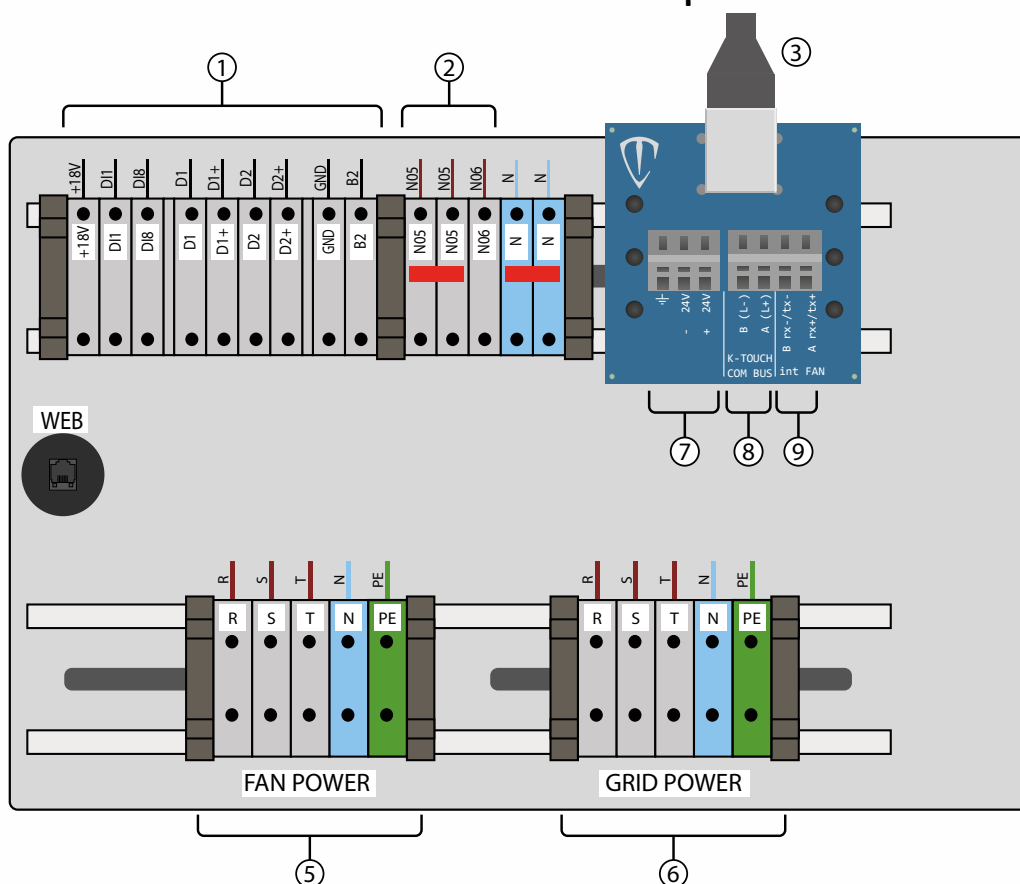 ① ② ③
+18V DI1 DI8 D1 D1+ D2 D2+ GND B2 N05 N05 N06 N N
+18V DI1 DI8 D1 D1+ D2 D2+ GND B2 N05 N05 N06 N N
- 24V
+ 24V
B (L-)
A (L+)
B rx-/tx-
A rx+/tx+
K-TOUCH
COM BUS
int FAN
⑦ ⑧ ⑨
WEB
R S T N PE
R S T N PE
FAN POWER
⑤
R S T N PE
R S T N PE
GRID POWER
⑥